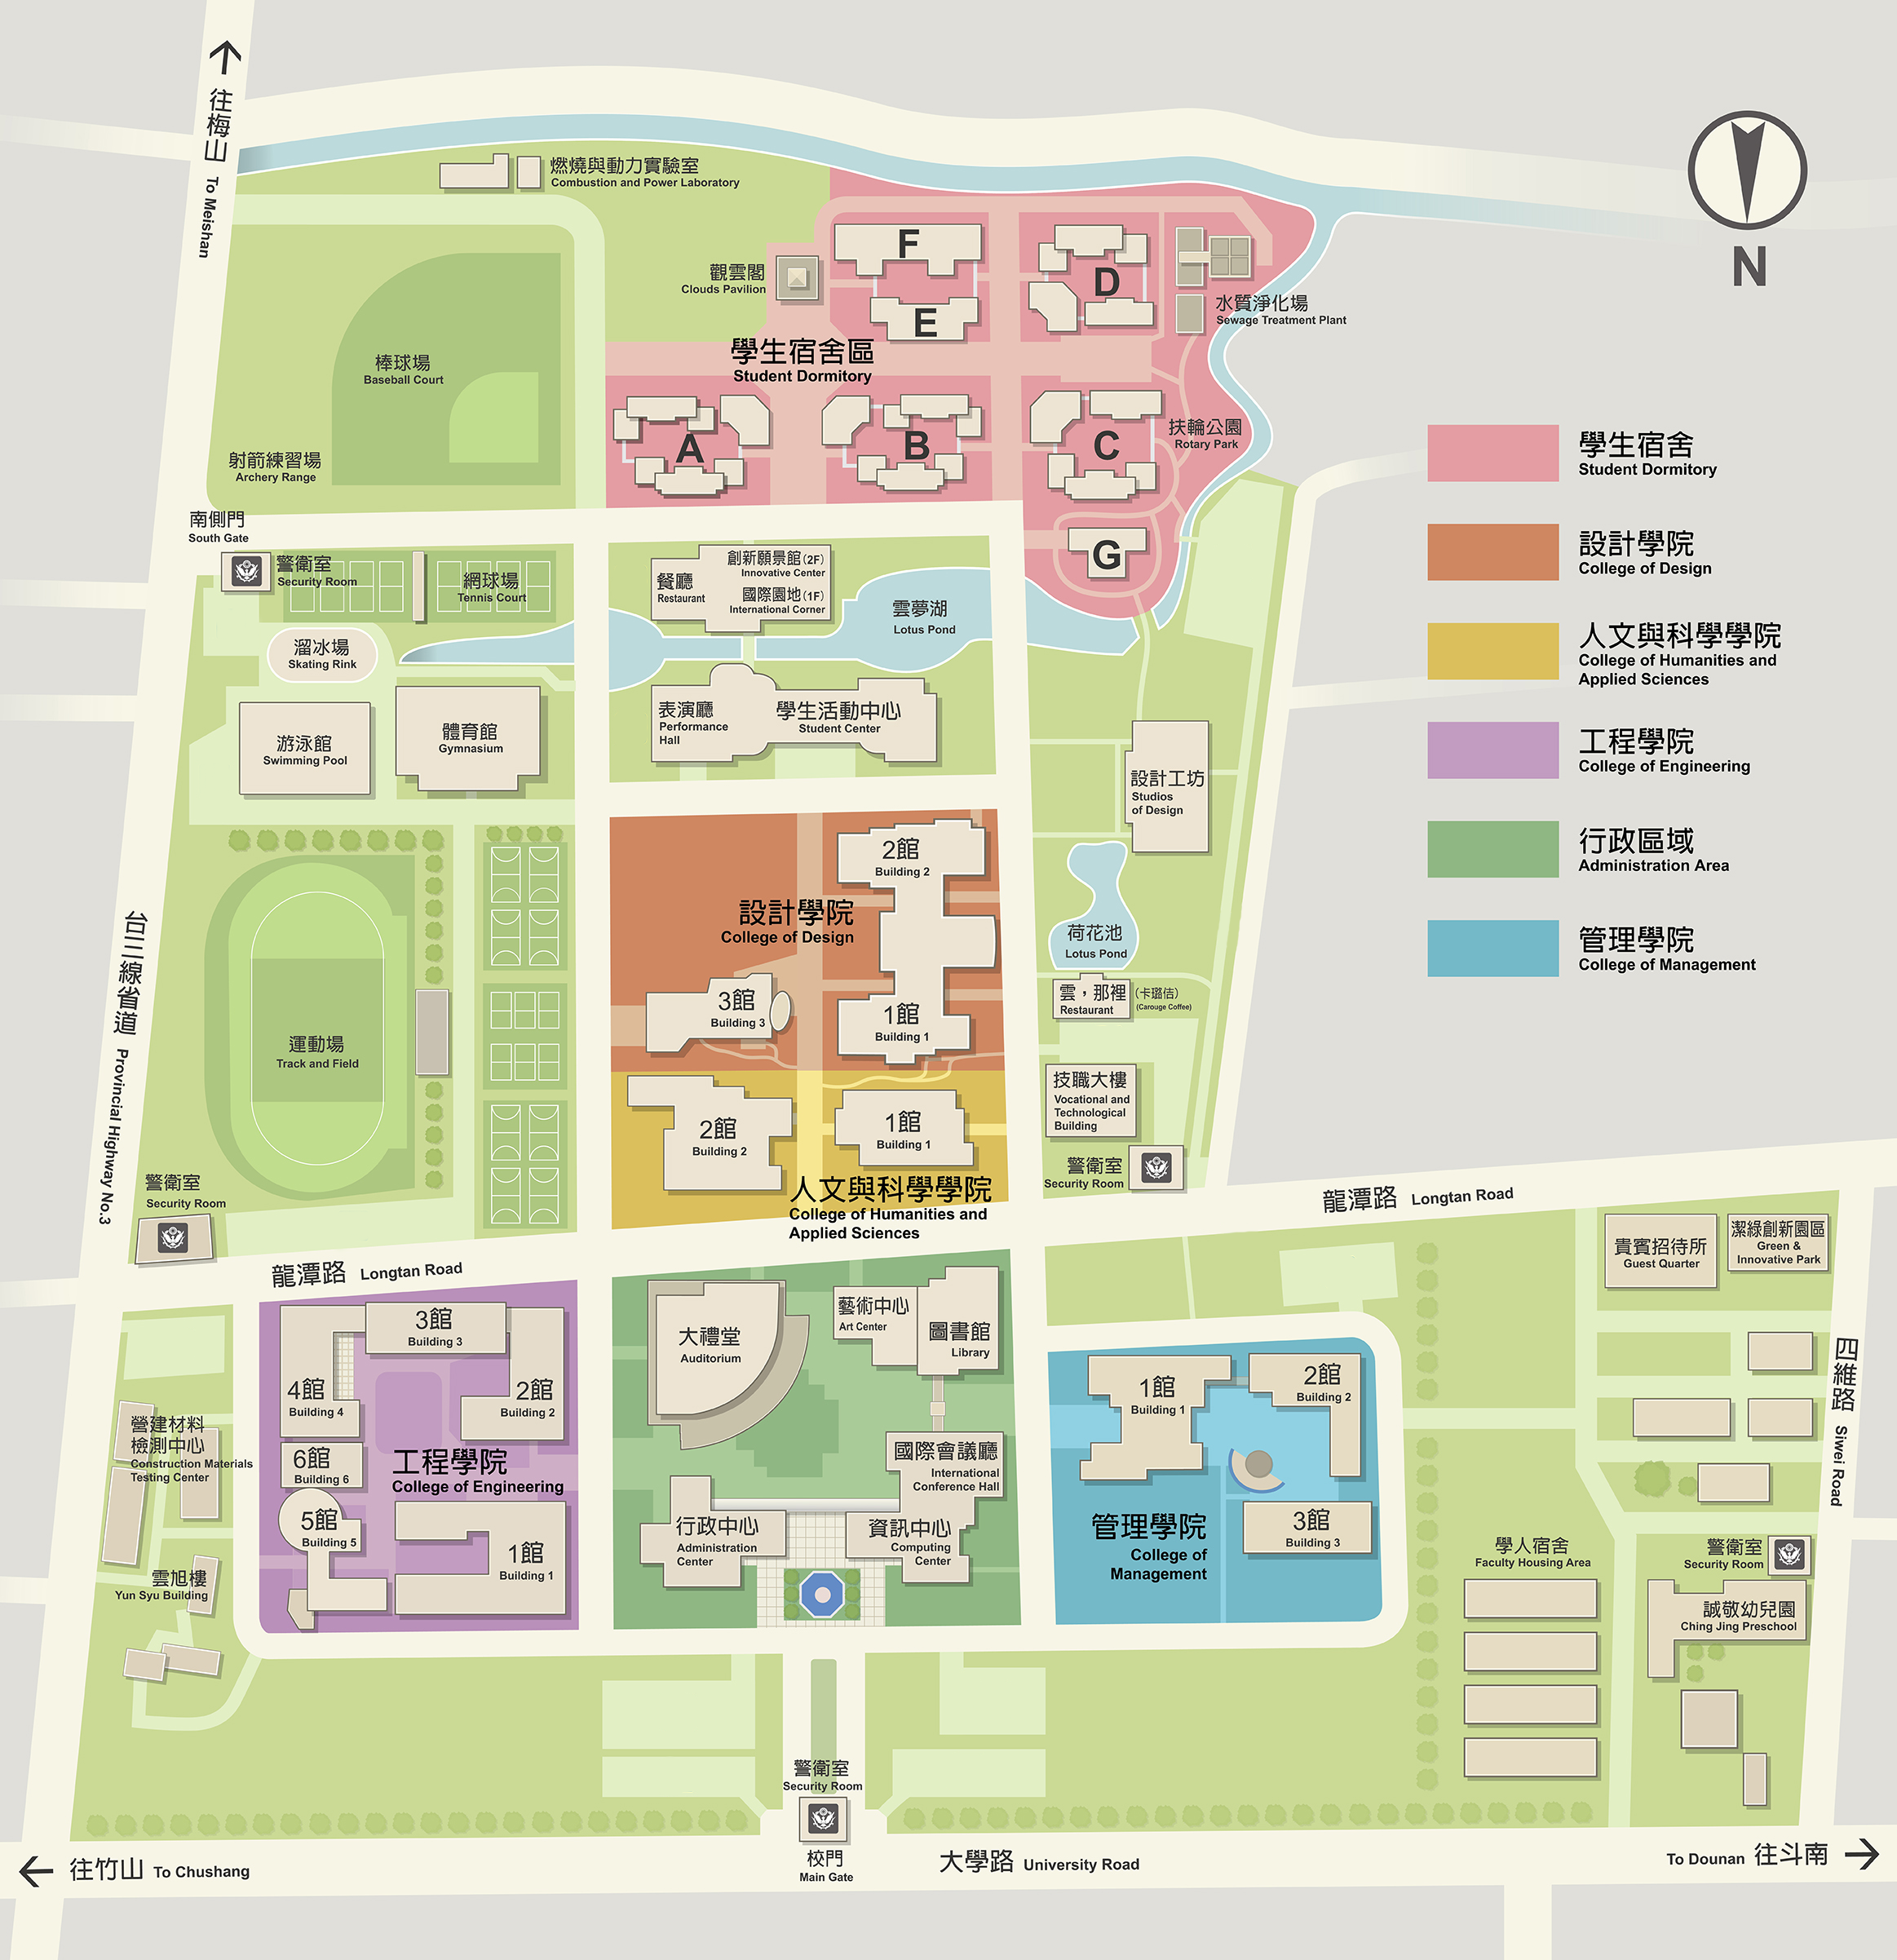 往梅山
To Meishan
燃燒與動力實驗室
Combustion and Power Laboratory
N
觀雲閣
Clouds Pavilion
F
E
D
水質淨化場
Sewage Treatment Plant
棒球場
Baseball Court
學生宿舍區
Student Dormitory
射箭練習場
Archery Range
A
B
C
扶輪公園
Rotary Park
G
學生宿舍
Student Dormitory
設計學院
College of Design
人文與科學學院
College of Humanities and
Applied Sciences
工程學院
College of Engineering
行政區域
Administration Area
管理學院
College of Management
南側門
South Gate
警衛室
Security Room
網球場
Tennis Court
溜冰場
Skating Rink
創新願景館(2F)
Innovative Center
餐廳
Restaurant
國際園地(1F)
International Corner
雲夢湖
Lotus Pond
游泳館
Swimming Pool
體育館
Gymnasium
表演廳
Performance
Hall
學生活動中心
Student Center
設計工坊
Studios
of Design
2館
Building 2
設計學院
College of Design
荷花池
Lotus Pond
3館
Building 3
1館
Building 1
雲，那裡
Restaurant
(卡璐佶)
(Carouge Coffee)
台三線省道 Provincial Highway No.3
運動場
Track and Field
技職大樓
Vocational and
Technological
Building
2館
Building 2
1館
Building 1
警衛室
Security Room
人文與科學學院
College of Humanities and
Applied Sciences
警衛室
Security Room
龍潭路 Longtan Road
龍潭路 Longtan Road
貴賓招待所
Guest Quarter
潔綠創新園區
Green &
Innovative Park
3館
Building 3
4館
Building 4
2館
Building 2
6館
Building 6
工程學院
College of Engineering
5館
Building 5
1館
Building 1
營建材料
檢測中心
Construction Materials
Testing Center
雲旭樓
Yun Syu Building
大禮堂
Auditorium
藝術中心
Art Center
圖書館
Library
國際會議廳
International
Conference Hall
行政中心
Administration
Center
資訊中心
Computing
Center
1館
Building 1
2館
Building 2
3館
Building 3
管理學院
College of
Management
四維路 Siwei Road
學人宿舍
Faculty Housing Area
警衛室
Security Room
誠敬幼兒園
Ching Jing Preschool
警衛室
Security Room
校門
Main Gate
往竹山 To Chushang
大學路 University Road
To Dounan 往斗南